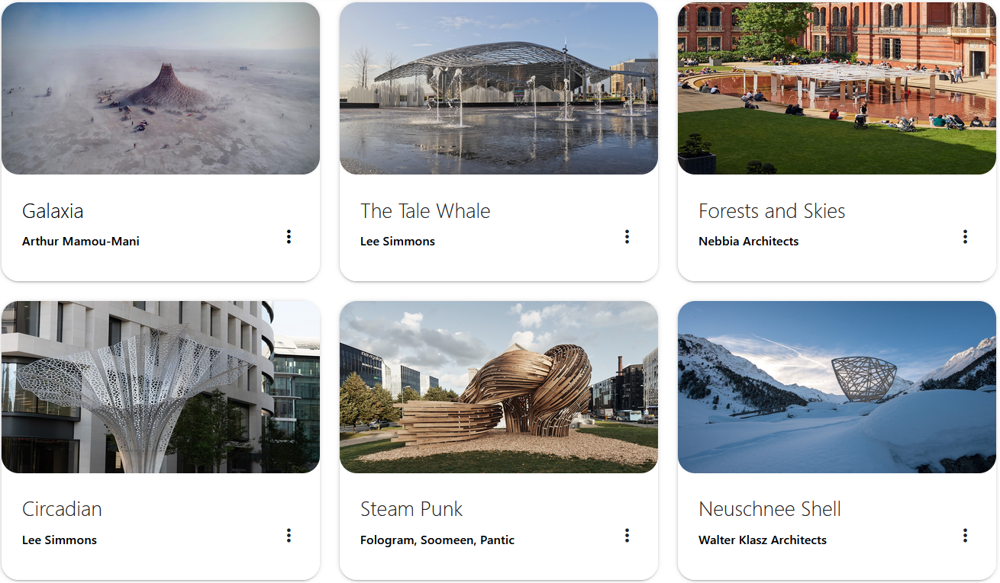 Galaxia
Arthur Mamou-Mani
The Tale Whale
Lee Simmons
Forests and Skies
Nebbia Architects
navigator
Circadian
Lee Simmons
Steam Punk
Fologram, Soomeen, Pantic
Neuschnee Shell
Walter Klasz Architects